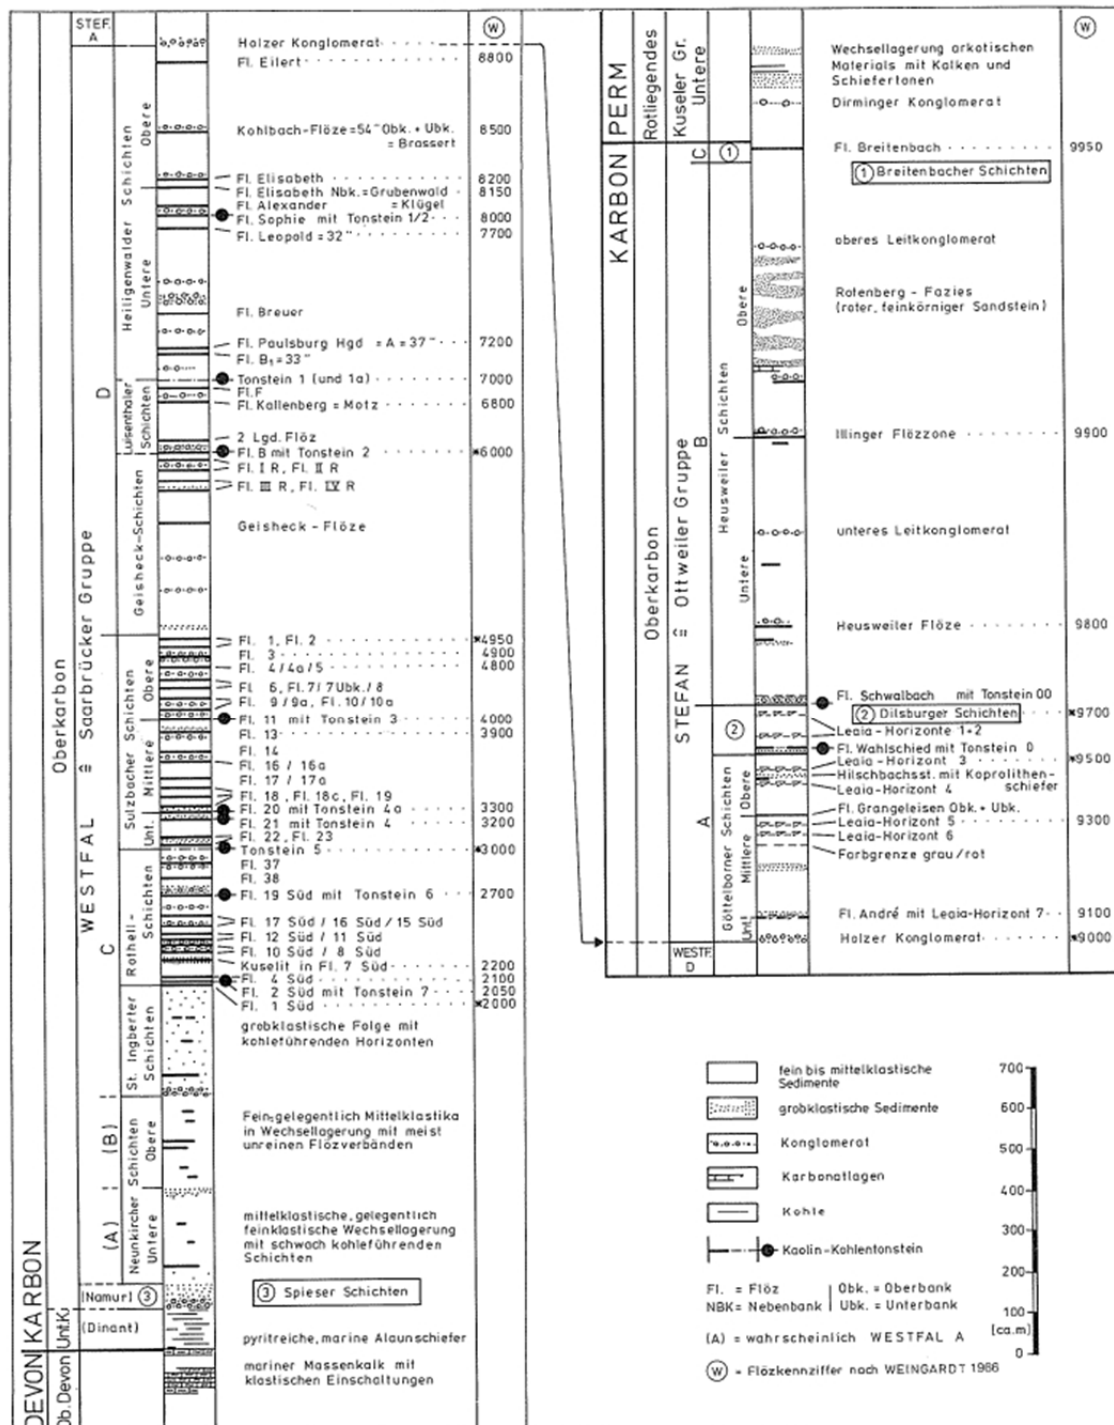 STEF. A
W
Holzer Konglomerat
Fl. Eilert 8800
Kohlbach-Flöze=54" Obk. + Ubk. 8500
= Brassert
Fl. Elisabeth 8200
Fl. Elisabeth Nbk.=Grubenwald 8150
Fl. Alexander = Klügel
Fl. Sophie mit Tonstein 1/2 8000
Fl. Leopold = 32" 7700
Fl. Breuer
Fl. Paulsburg Hgd = A = 37" 7200
Fl. B₁ = 33"
Tonstein 1 (und 1a) 7000
Fl. F
Fl. Kallenberg = Motz 6800
2 Lgd. Flöz
Fl. B mit Tonstein 2 *6000
Fl. I R, Fl. II R
Fl. III R, Fl. IV R
Geisheck - Flöze
Fl. 1, Fl. 2 *4950
Fl. 3 4900
Fl. 4/4a/5 4800
Fl. 6, Fl. 7/7Ubk./8
Fl. 9/9a, Fl. 10/10a
Fl. 11 mit Tonstein 3 4000
Fl. 13 3900
Fl. 14
Fl. 16 / 16a
Fl. 17 / 17a
Fl. 18, Fl. 18c, Fl. 19
Fl. 20 mit Tonstein 4a 3300
Fl. 21 mit Tonstein 4 3200
Fl. 22, Fl. 23
Tonstein 5 *3000
Fl. 37
Fl. 38
Fl. 19 Süd mit Tonstein 6 2700
Fl. 17 Süd / 16 Süd / 15 Süd
Fl. 12 Süd / 11 Süd
Fl. 10 Süd / 8 Süd
Kuselit in Fl. 7 Süd 2200
Fl. 4 Süd 2100
Fl. 2 Süd mit Tonstein 7 2050
Fl. 1 Süd *2000
grobklastische Folge mit
kohleführenden Horizonten
Fein-, gelegentlich Mittelklastika
in Wechsellagerung mit meist
unreinen Flözverbänden
mittelklastische, gelegentlich
feinklastische Wechsellagerung
mit schwach kohleführenden
Schichten
3 Spieser Schichten
pyritreiche, marine Alaunschiefer
mariner Massenkalk mit
klastischen Einschaltungen
DEVON
KARBON
Ob. Devon
Unt.K.
Oberkarbon
WESTFAL ≅ Saarbrücker Gruppe
D
C
(B)
(A)
(Namur) 3
(Dinant)
Heiligenwalder Schichten
Obere
Untere
Luisenthaler
Schichten
Geisheck-Schichten
Sulzbacher Schichten
Obere
Mittlere
Unt.
Rothell-
Schichten
St. Ingberter
Schichten
Neunkircher Schichten
Obere
Untere
W
KARBON PERM
Rotliegendes
Kuseler Gr.
Untere
Oberkarbon
STEFAN ≅ Ottweiler Gruppe
C
B
A
WESTF.
D
1
2
Heusweiler Schichten
Obere
Untere
Göttelborner Schichten
Obere
Mittlere
Unt.
Wechsellagerung arkotischen
Materials mit Kalken und
Schiefertonen
Dirminger Konglomerat
Fl. Breitenbach 9950
1 Breitenbacher Schichten
oberes Leitkonglomerat
Rotenberg - Fazies
(roter, feinkörniger Sandstein)
Illinger Flözzone 9900
unteres Leitkonglomerat
Heusweiler Flöze 9800
Fl. Schwalbach mit Tonstein 00
2 Dilsburger Schichten *9700
Leaia-Horizonte 1+2
Fl. Wahlschied mit Tonstein 0
Leaia-Horizont 3 *9500
Hilschbachsst. mit Koprolithen-
schiefer
Leaia-Horizont 4
Fl. Grangeleisen Obk. + Ubk.
Leaia-Horizont 5 9300
Leaia-Horizont 6
Farbgrenze grau/rot
Fl. André mit Leaia-Horizont 7 9100
Holzer Konglomerat *9000
fein bis mittelklastische
Sedimente
grobklastische Sedimente
Konglomerat
Karbonatlagen
Kohle
Kaolin-Kohlentonstein
Fl. = Flöz
NBK = Nebenbank
Obk. = Oberbank
Ubk. = Unterbank
(A) = wahrscheinlich WESTFAL A
W = Flözkennziffer nach WEINGARDT 1966
700
600
500
400
300
200
100
[ca.m]
0